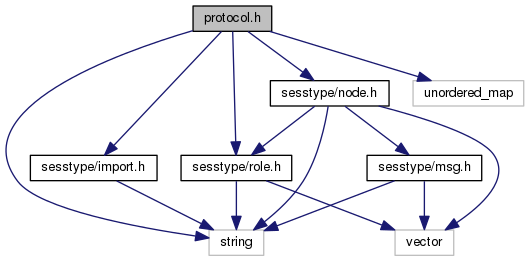 protocol.h
sesstype/node.h
unordered_map
sesstype/import.h
sesstype/role.h
sesstype/msg.h
string
vector